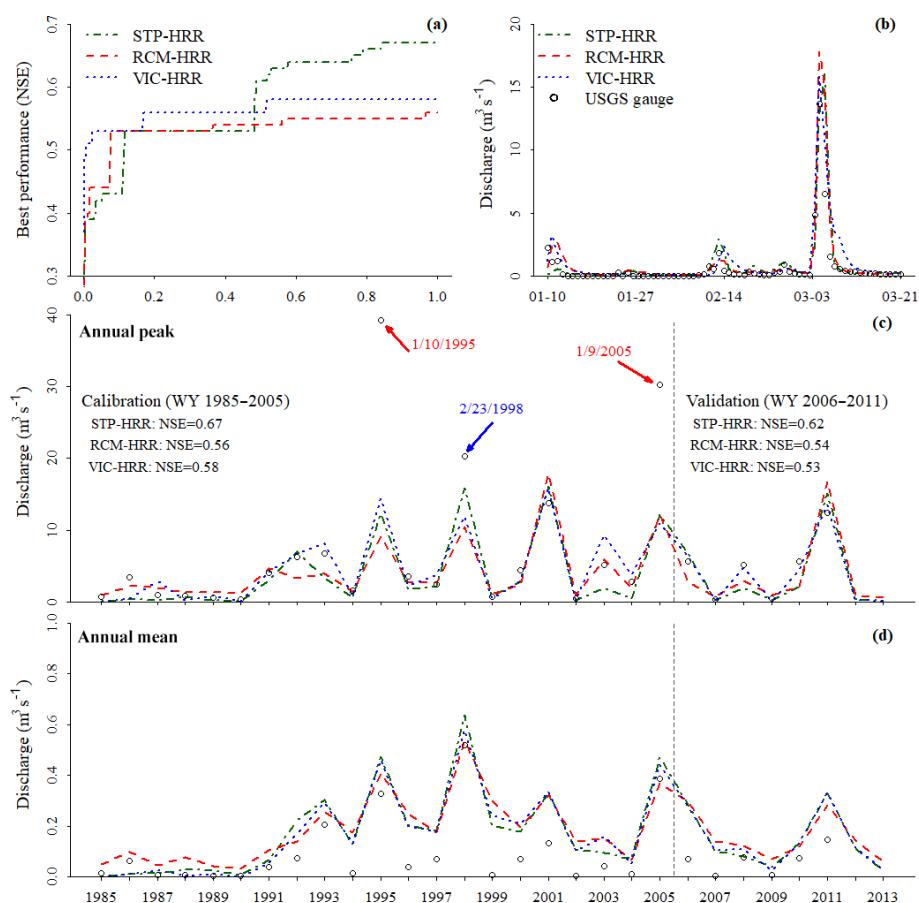 (a)
STP-HRR
RCM-HRR
VIC-HRR
Best performance (NSE)
0.7
0.6
0.5
0.4
0.3
0.0 0.2 0.4 0.6 0.8 1.0
(b)
STP-HRR
RCM-HRR
VIC-HRR
USGS gauge
Discharge (m³ s⁻¹)
20
15
10
5
0
01-10 01-27 02-14 03-03 03-21
Annual peak
(c)
1/10/1995
1/9/2005
2/23/1998
Calibration (WY 1985–2005)
STP-HRR: NSE=0.67
RCM-HRR: NSE=0.56
VIC-HRR: NSE=0.58
Validation (WY 2006–2011)
STP-HRR: NSE=0.62
RCM-HRR: NSE=0.54
VIC-HRR: NSE=0.53
Discharge (m³ s⁻¹)
40
30
20
10
0
Annual mean
(d)
Discharge (m³ s⁻¹)
1.0
0.8
0.6
0.4
0.2
0.0
1985 1987 1989 1991 1993 1995 1997 1999 2001 2003 2005 2007 2009 2011 2013